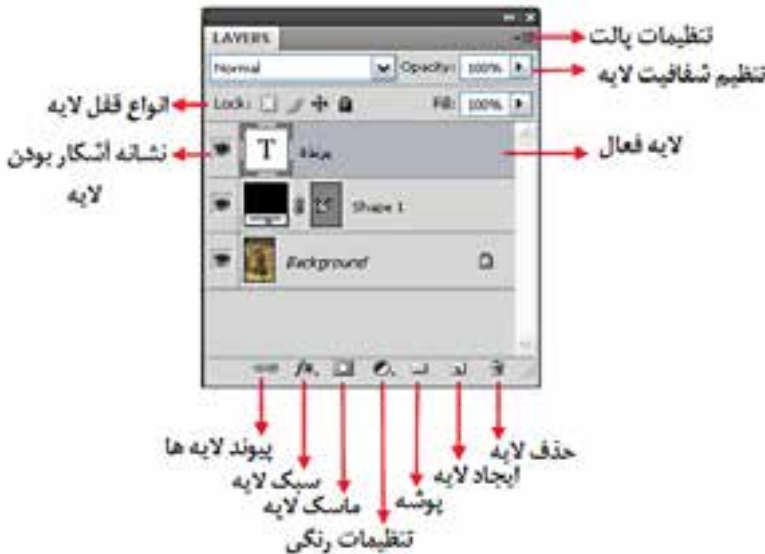 LAYERS
تنظیمات پالت
Normal Opacity: 100%
تنظیم شفافیت لایه
انواع قفل لایه
Lock: Fill: 100%
T
لایه فعال
نشانه آشکار بودن
لایه
Shape 1
Background
fx
پیوند لایه ها
سبک لایه
ماسک لایه
تنظیمات رنگی
پوشه
ایجاد لایه
حذف لایه